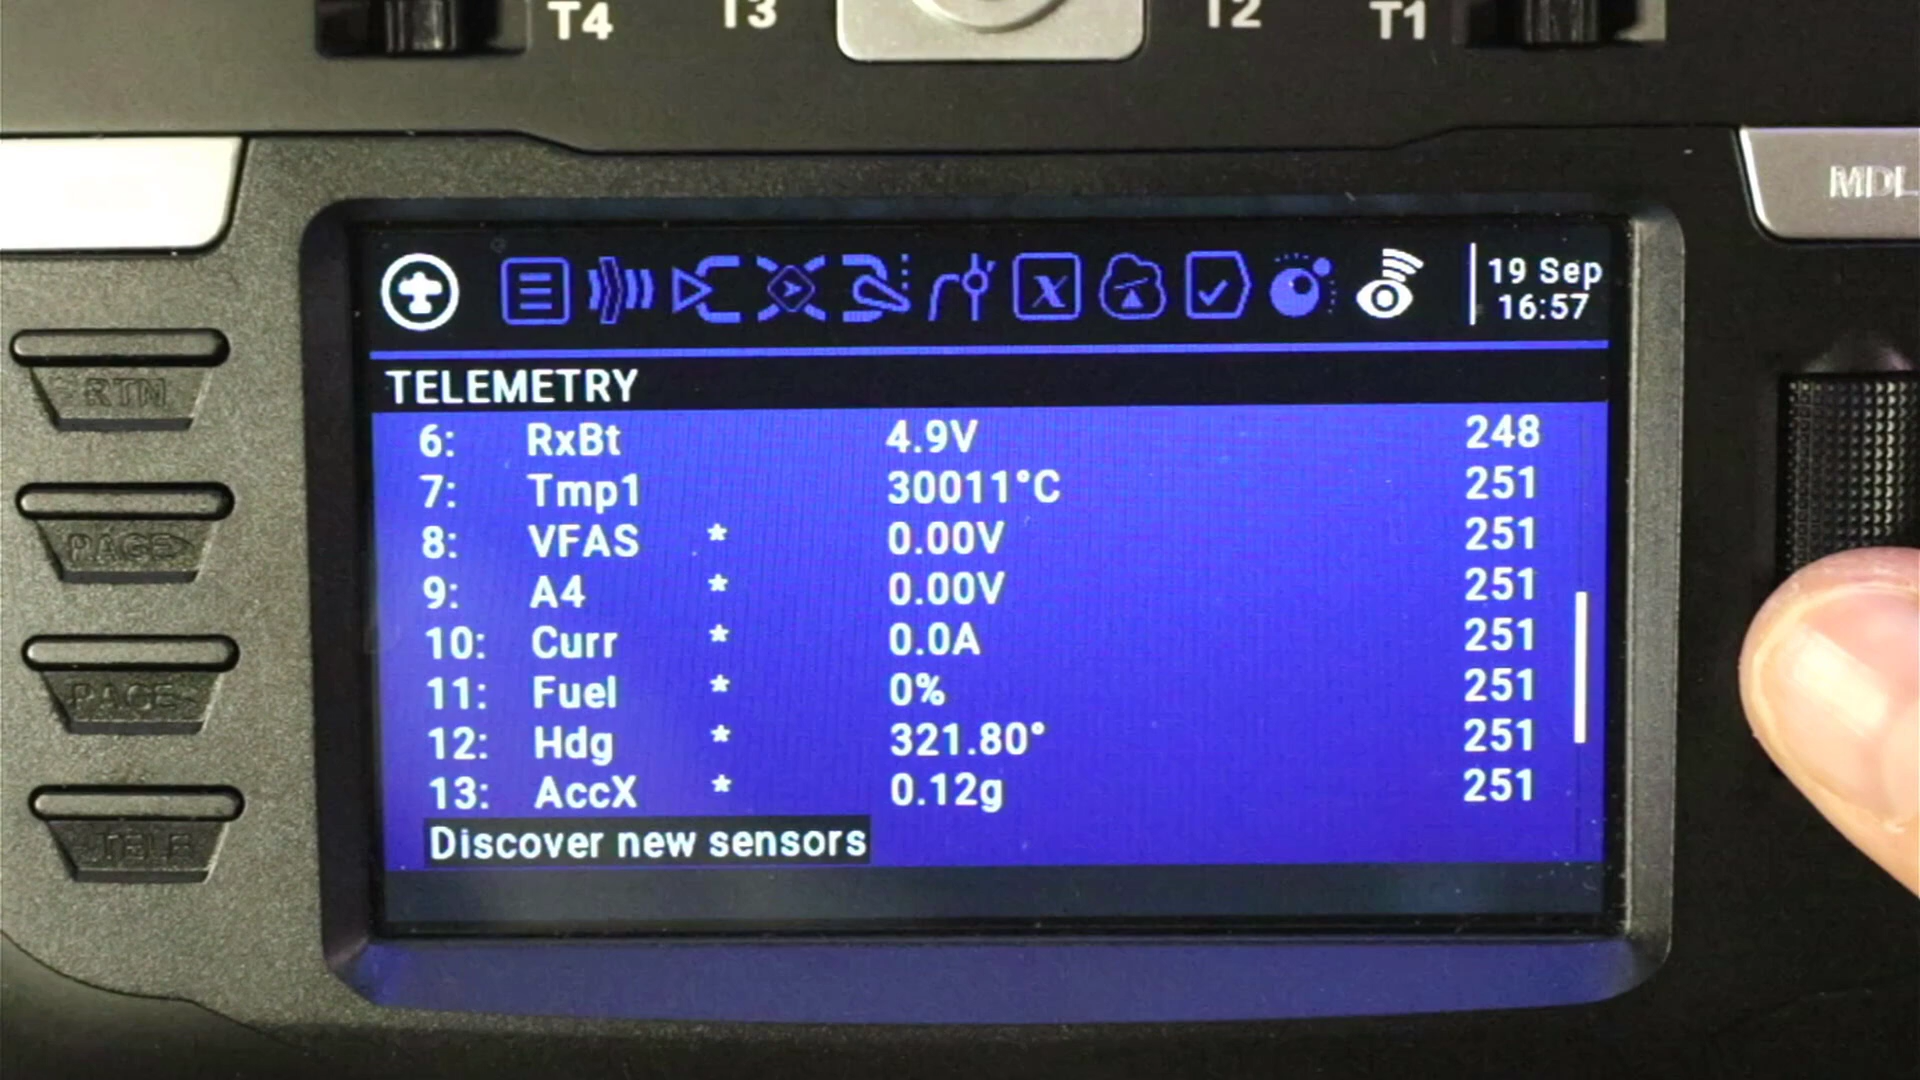 T4 T3 T2 T1
MDL
19 Sep
16:57
TELEMETRY
6: RxBt 4.9V 248
7: Tmp1 30011°C 251
8: VFAS * 0.00V 251
9: A4 * 0.00V 251
10: Curr * 0.0A 251
11: Fuel * 0% 251
12: Hdg * 321.80° 251
13: AccX * 0.12g 251
Discover new sensors
RTN
PAGE>
PAGE<
TELE